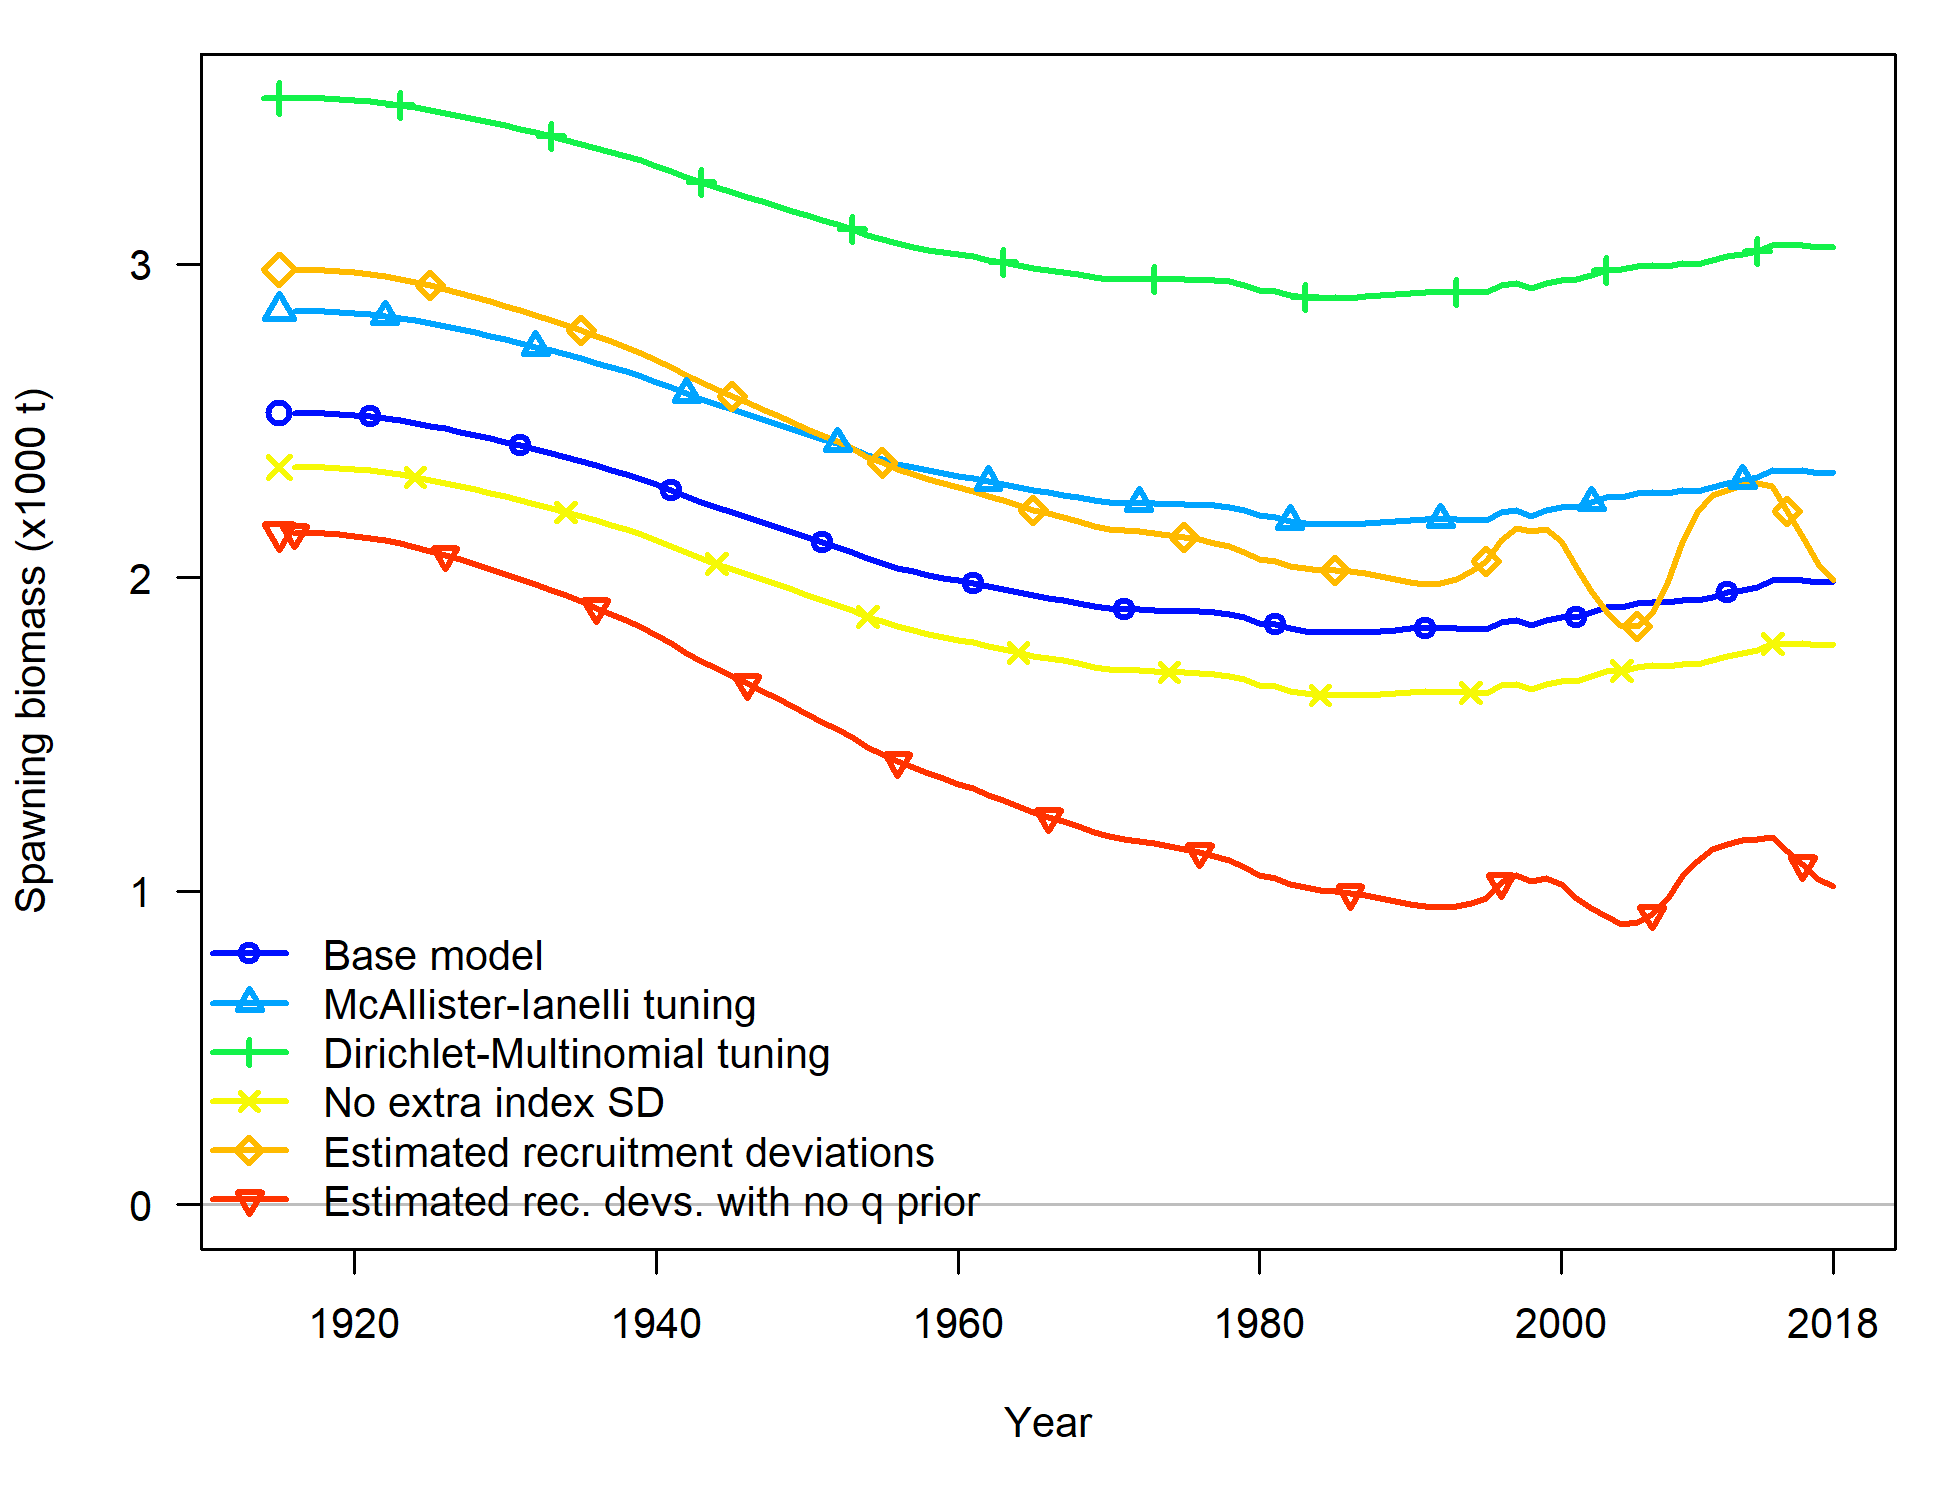 Spawning biomass (x1000 t)
3
2
1
0
Base model
McAllister-Ianelli tuning
Dirichlet-Multinomial tuning
No extra index SD
Estimated recruitment deviations
Estimated rec. devs. with no q prior
1920 1940 1960 1980 2000 2018
Year